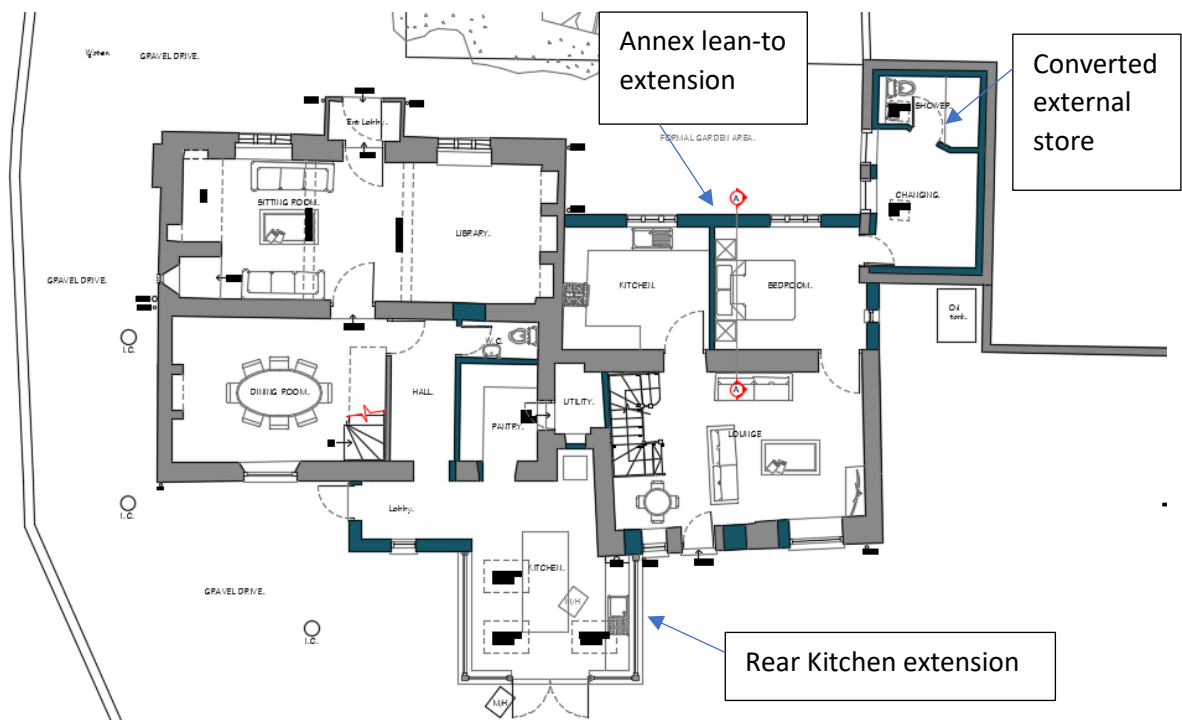 Annex lean-to
extension
Converted
external
store
Water.
GRAVEL DRIVE.
Ent Lobby.
FORMAL GARDEN AREA.
SHOWER.
CHANGING.
SITTING ROOM.
LIBRARY.
GRAVEL DRIVE.
KITCHEN.
BEDROOM.
Oil
tank.
I.C.
W.C.
DINING ROOM.
HALL.
UTILITY.
PANTRY.
LOUNGE
A
A
I.C.
Lobby.
KITCHEN.
GRAVEL DRIVE.
M/H
I.C.
Rear Kitchen extension
M/H